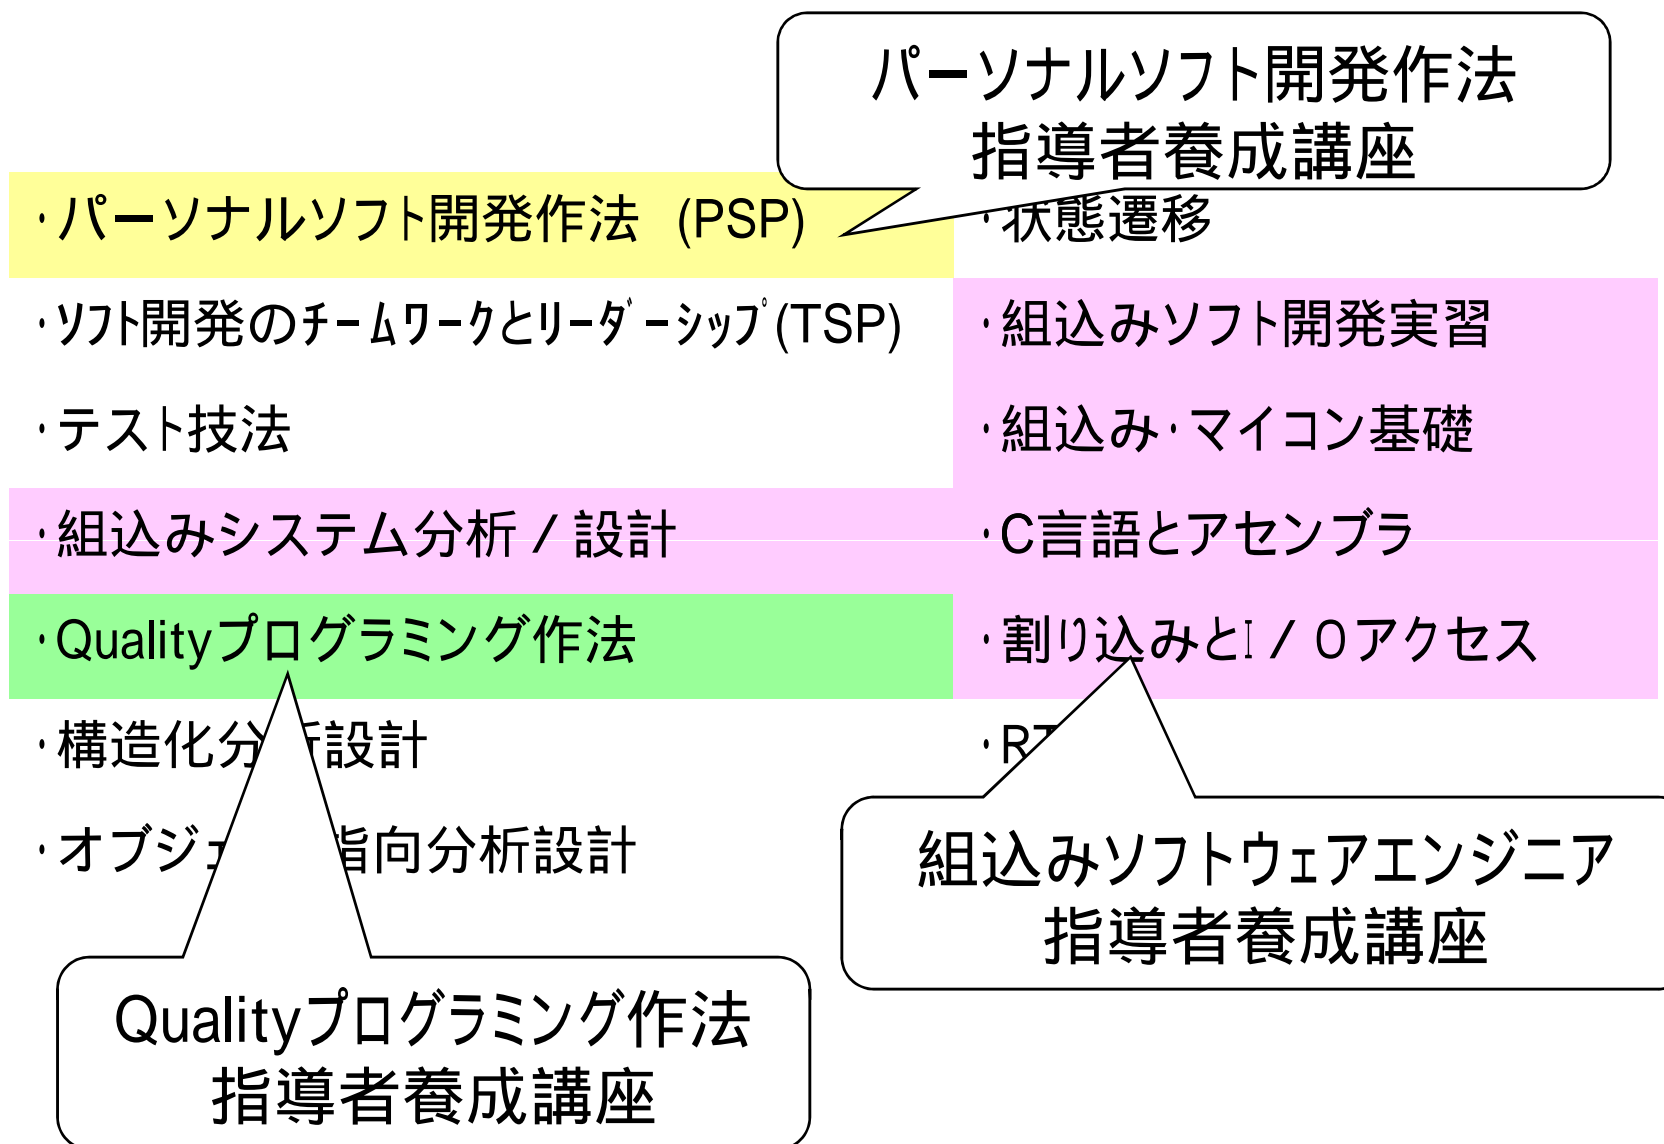 パーソナルソフト開発作法
指導者養成講座
・パーソナルソフト開発作法 (PSP)
・ｿﾌﾄ開発のﾁｰﾑﾜｰｸとﾘｰﾀﾞｰｼｯﾌﾟ(TSP)
・テスト技法
・組込みシステム分析／設計
・Qualityプログラミング作法
・構造化分析設計
・オブジェ 指向分析設計
・状態遷移
・組込みソフト開発実習
・組込み・マイコン基礎
・C言語とアセンブラ
・割り込みとI／Oアクセス
組込みソフトウェアエンジニア
指導者養成講座
Qualityプログラミング作法
指導者養成講座